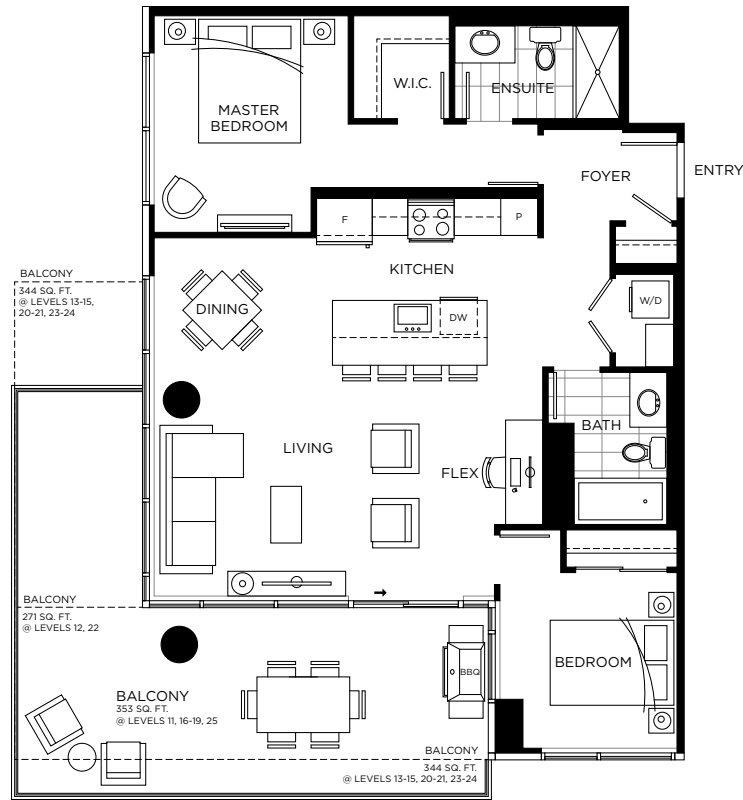 W.I.C.
ENSUITE
MASTER
BEDROOM
FOYER
ENTRY
F
P
KITCHEN
BALCONY
344 SQ. FT.
@ LEVELS 13-15,
20-21, 23-24
DINING
DW
W/D
BATH
LIVING
FLEX
BALCONY
271 SQ. FT.
@ LEVELS 12, 22
BEDROOM
BBQ
BALCONY
353 SQ. FT.
@ LEVELS 11, 16-19, 25
BALCONY
344 SQ. FT.
@ LEVELS 13-15, 20-21, 23-24